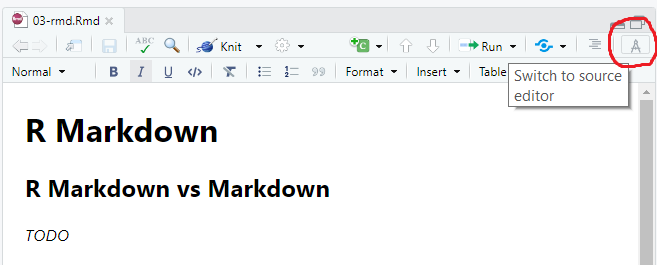 03-rmd.Rmd
ABC
Knit
C
Run
A
Normal
B I U </>
Format
Insert
Table
Switch to source
editor
R Markdown
R Markdown vs Markdown
TODO